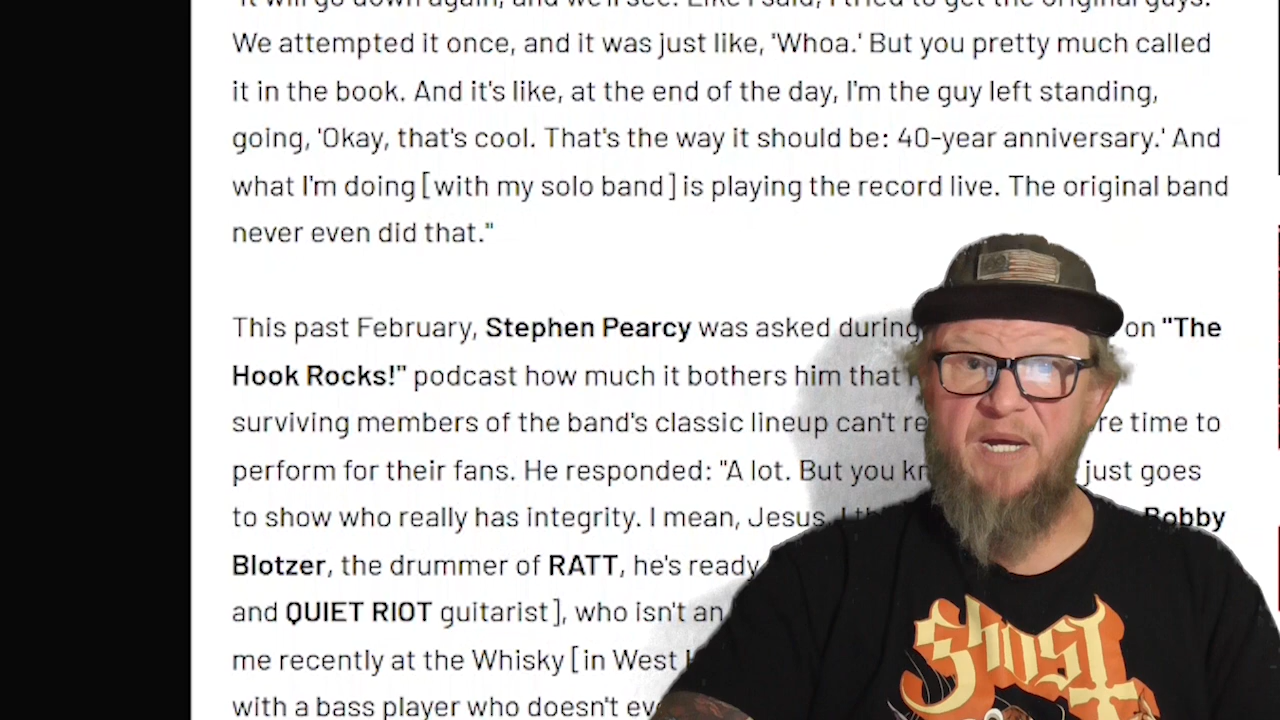 We attempted it once, and it was just like, 'Whoa.' But you pretty much called
it in the book. And it's like, at the end of the day, I'm the guy left standing,
going, 'Okay, that's cool. That's the way it should be: 40-year anniversary.' And
what I'm doing [with my solo band] is playing the record live. The original band
never even did that."
This past February, Stephen Pearcy was asked during on "The
Hook Rocks!" podcast how much it bothers him that
surviving members of the band's classic lineup can't time to
perform for their fans. He responded: "A lot. But you just goes
to show who really has integrity. I mean, Jesus, Bobby
Blotzer, the drummer of RATT, he's ready
and QUIET RIOT guitarist], who isn't an
me recently at the Whisky [in West
with a bass player who doesn't
Ghost